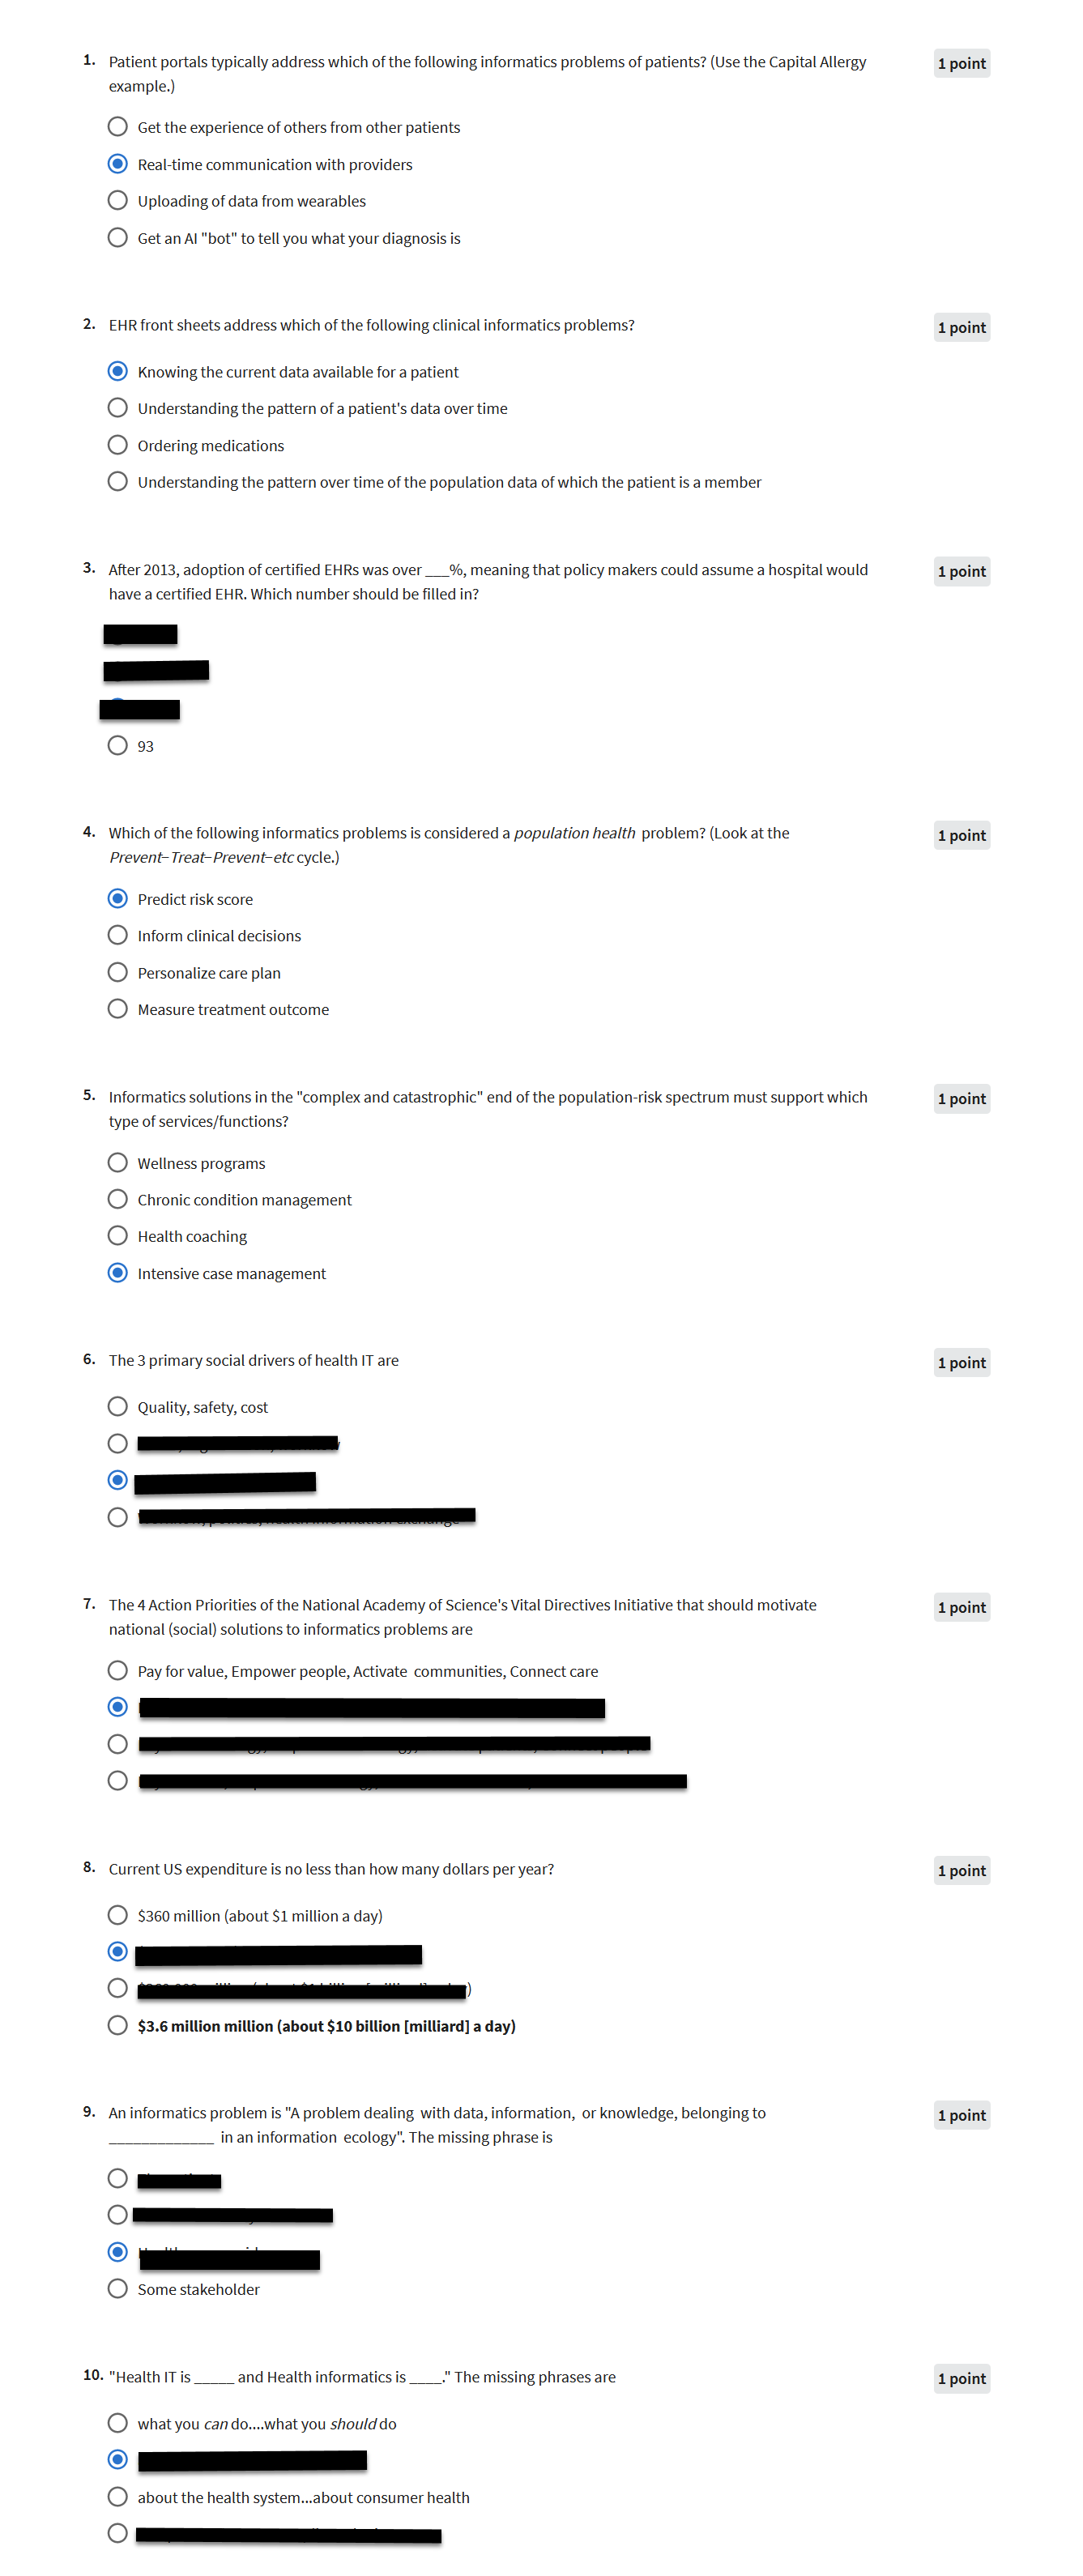 1. Patient portals typically address which of the following informatics problems of patients? (Use the Capital Allergy
example.)
1 point
Get the experience of others from other patients
Real-time communication with providers
Uploading of data from wearables
Get an AI "bot" to tell you what your diagnosis is
2. EHR front sheets address which of the following clinical informatics problems?
1 point
Knowing the current data available for a patient
Understanding the pattern of a patient's data over time
Ordering medications
Understanding the pattern over time of the population data of which the patient is a member
3. After 2013, adoption of certified EHRs was over ___%, meaning that policy makers could assume a hospital would
have a certified EHR. Which number should be filled in?
1 point
93
4. Which of the following informatics problems is considered a population health problem? (Look at the
Prevent–Treat–Prevent–etc cycle.)
1 point
Predict risk score
Inform clinical decisions
Personalize care plan
Measure treatment outcome
5. Informatics solutions in the "complex and catastrophic" end of the population-risk spectrum must support which
type of services/functions?
1 point
Wellness programs
Chronic condition management
Health coaching
Intensive case management
6. The 3 primary social drivers of health IT are
1 point
Quality, safety, cost
7. The 4 Action Priorities of the National Academy of Science's Vital Directives Initiative that should motivate
national (social) solutions to informatics problems are
1 point
Pay for value, Empower people, Activate communities, Connect care
8. Current US expenditure is no less than how many dollars per year?
1 point
$360 million (about $1 million a day)
$3.6 million million (about $10 billion [milliard] a day)
9. An informatics problem is "A problem dealing with data, information, or knowledge, belonging to
_____________ in an information ecology". The missing phrase is
1 point
Some stakeholder
10. "Health IT is _____ and Health informatics is ____." The missing phrases are
1 point
what you can do....what you should do
about the health system...about consumer health